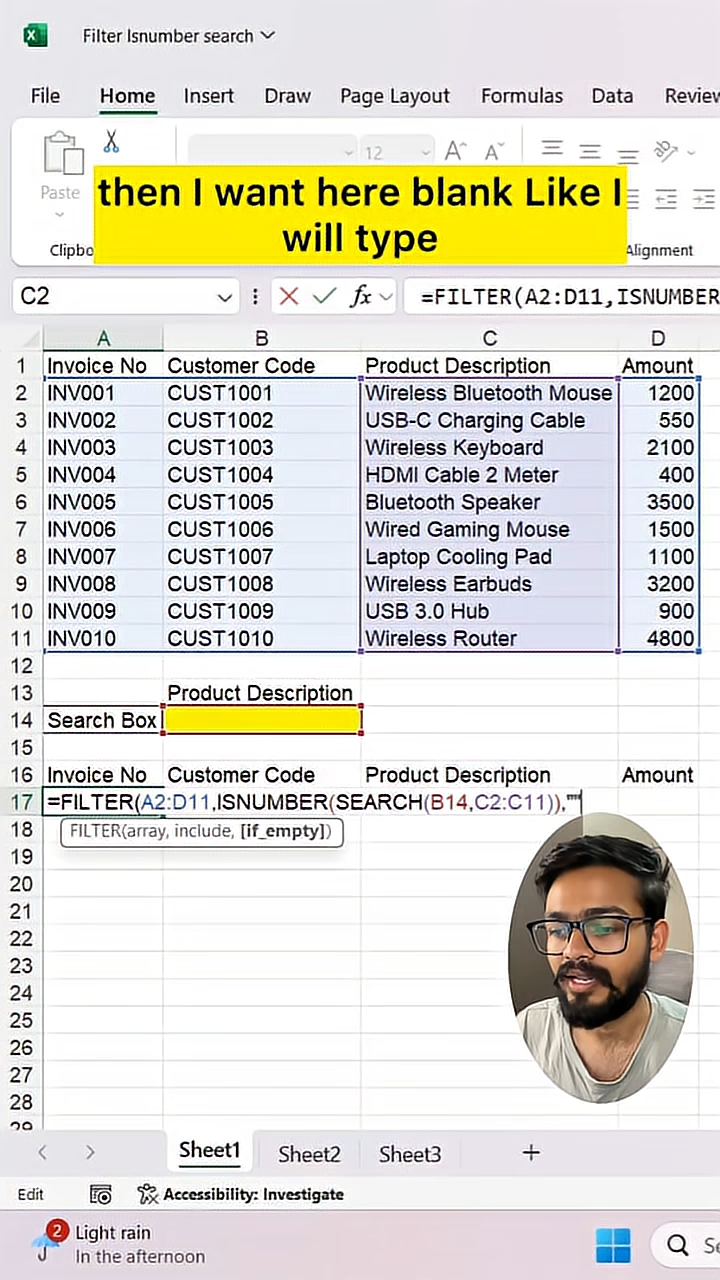 Filter Isnumber search
File Home Insert Draw Page Layout Formulas Data Review
12
Paste
then I want here blank Like I
will type
Clipbo Alignment
C2 fx =FILTER(A2:D11,ISNUMBER
A B C D
1 Invoice No Customer Code Product Description Amount
2 INV001 CUST1001 Wireless Bluetooth Mouse 1200
3 INV002 CUST1002 USB-C Charging Cable 550
4 INV003 CUST1003 Wireless Keyboard 2100
5 INV004 CUST1004 HDMI Cable 2 Meter 400
6 INV005 CUST1005 Bluetooth Speaker 3500
7 INV006 CUST1006 Wired Gaming Mouse 1500
8 INV007 CUST1007 Laptop Cooling Pad 1100
9 INV008 CUST1008 Wireless Earbuds 3200
10 INV009 CUST1009 USB 3.0 Hub 900
11 INV010 CUST1010 Wireless Router 4800
12
13 Product Description
14 Search Box
15
16 Invoice No Customer Code Product Description Amount
17 =FILTER(A2:D11,ISNUMBER(SEARCH(B14,C2:C11)),""
18 FILTER(array, include, [if_empty])
19
20
21
22
23
24
25
26
27
28
29
Sheet1 Sheet2 Sheet3 +
Edit Accessibility: Investigate
2 Light rain
In the afternoon
Se